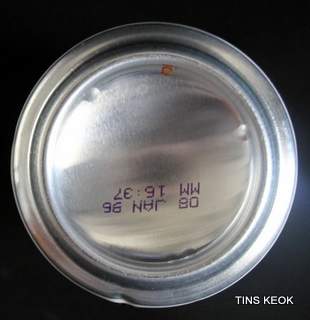 08 JAN 96
MM 16:37
TINS KEOK